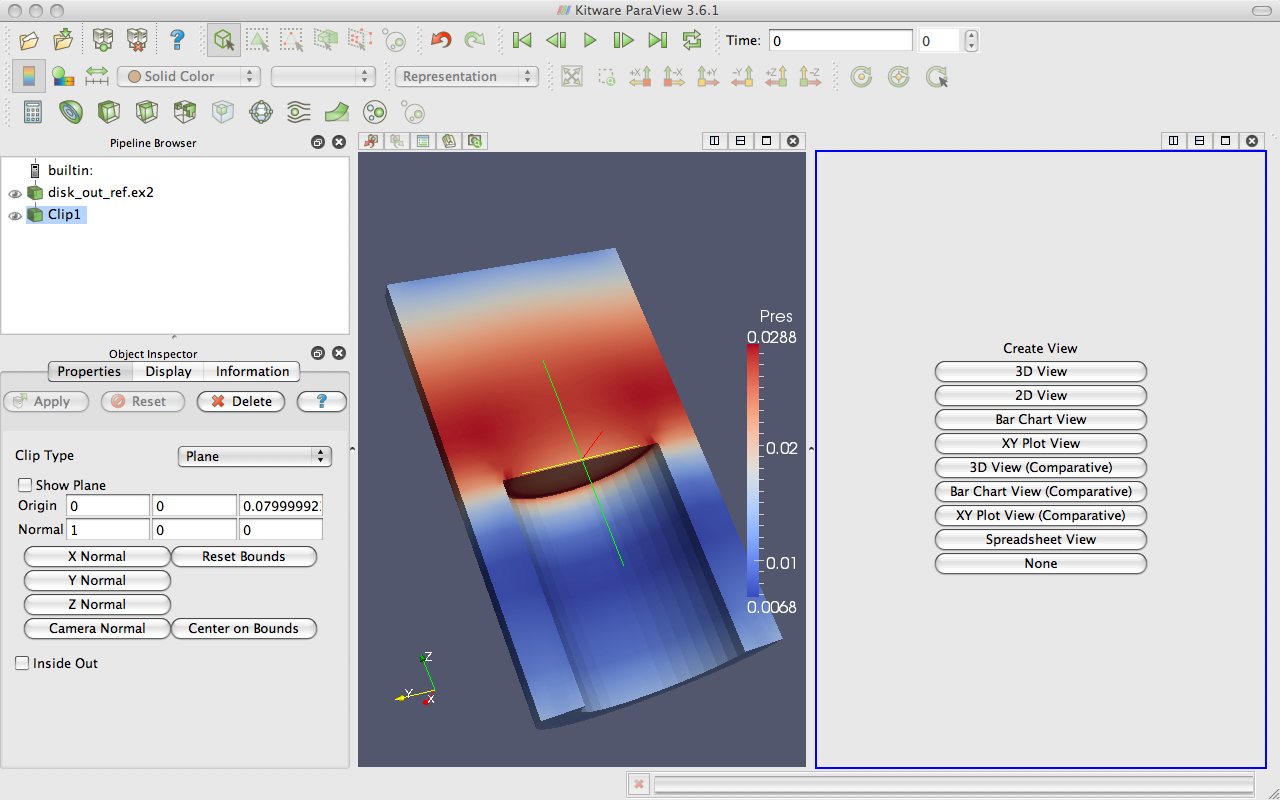 Kitware ParaView 3.6.1
Time: 0 0
Solid Color Representation
+X -X +Y -Y +Z -Z
Pipeline Browser
builtin:
disk_out_ref.ex2
Clip1
Object Inspector
Properties Display Information
Apply Reset Delete ?
Clip Type Plane
Show Plane
Origin 0 0 0.07999992
Normal 1 0 0
X Normal Reset Bounds
Y Normal
Z Normal
Camera Normal Center on Bounds
Inside Out
Pres
0.0288
0.02
0.01
0.0068
Z
Y
X
Create View
3D View
2D View
Bar Chart View
XY Plot View
3D View (Comparative)
Bar Chart View (Comparative)
XY Plot View (Comparative)
Spreadsheet View
None